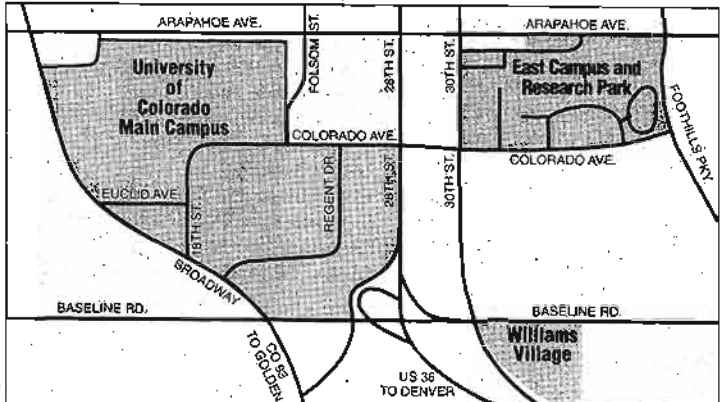 ARAPAHOE AVE.
ARAPAHOE AVE.
FOLSOM ST.
28TH ST.
30TH ST.
University
of
Colorado
Main Campus
East Campus and
Research Park
FOOTHILLS PKY.
COLORADO AVE.
COLORADO AVE.
EUCLID AVE.
18TH ST.
REGENT DR.
28TH ST.
30TH ST.
BROADWAY
BASELINE RD.
BASELINE RD.
Williams
Village
CO 93
TO GOLDEN
US 36
TO DENVER